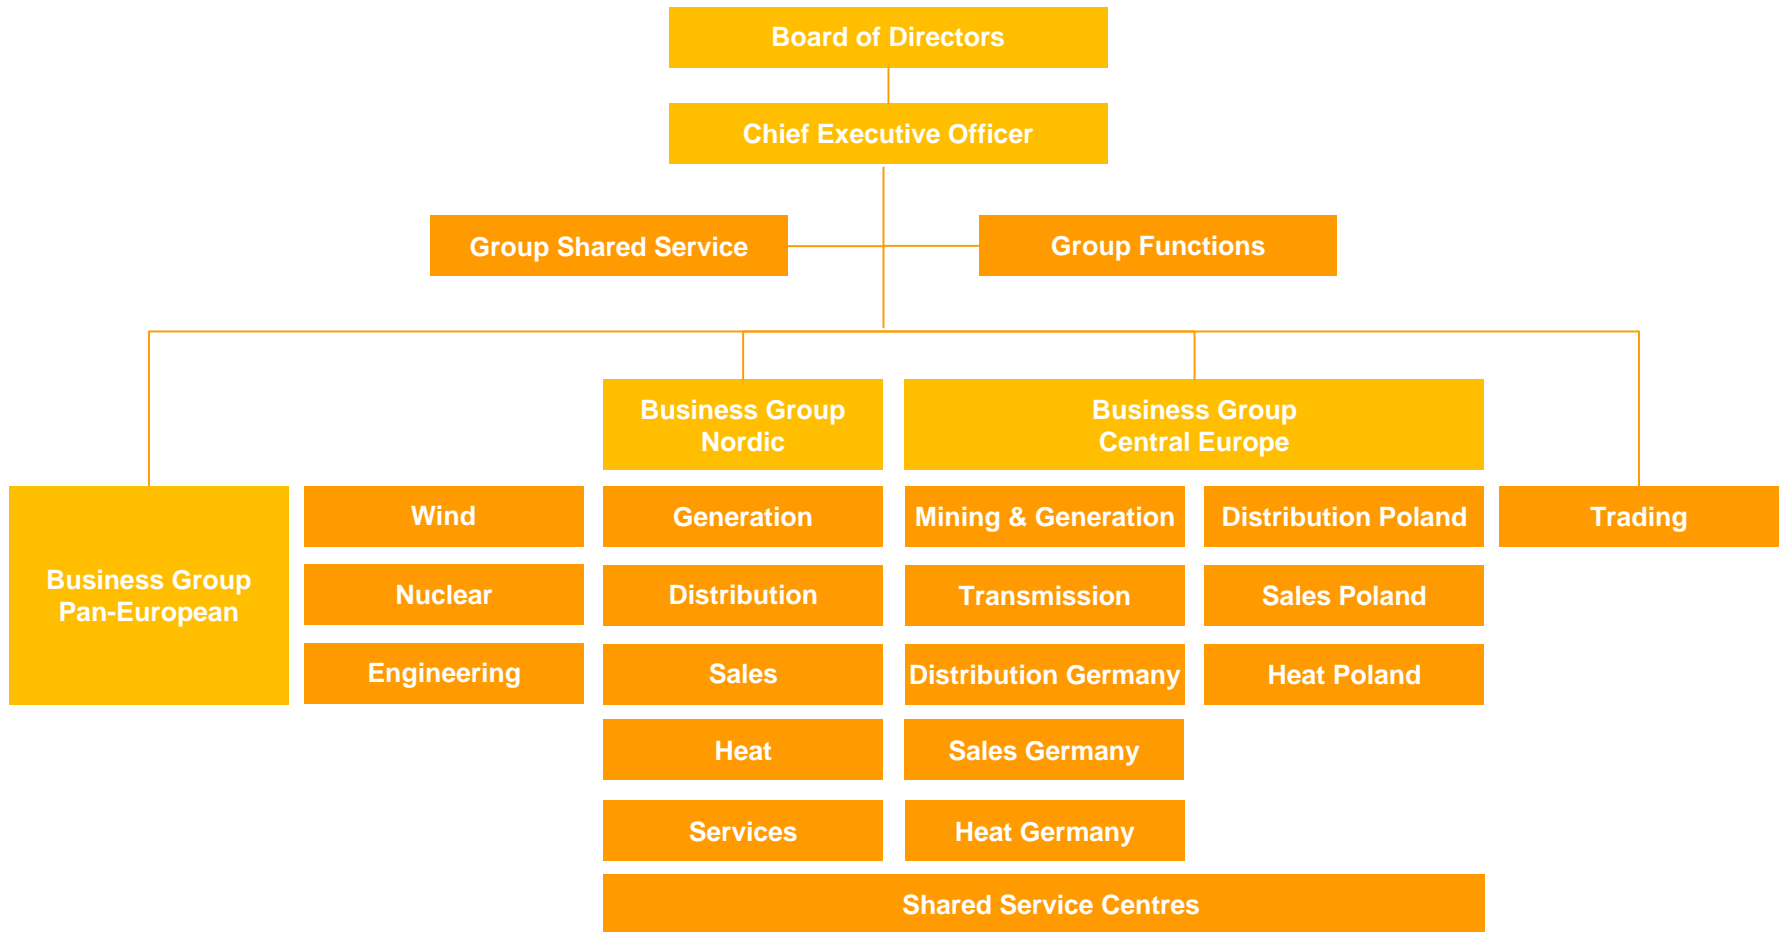 Board of Directors
Chief Executive Officer
Group Shared Service
Group Functions
Business Group
Nordic
Business Group
Central Europe
Business Group
Pan-European
Wind
Nuclear
Engineering
Generation
Distribution
Sales
Heat
Services
Mining & Generation
Transmission
Distribution Germany
Sales Germany
Heat Germany
Distribution Poland
Sales Poland
Heat Poland
Trading
Shared Service Centres